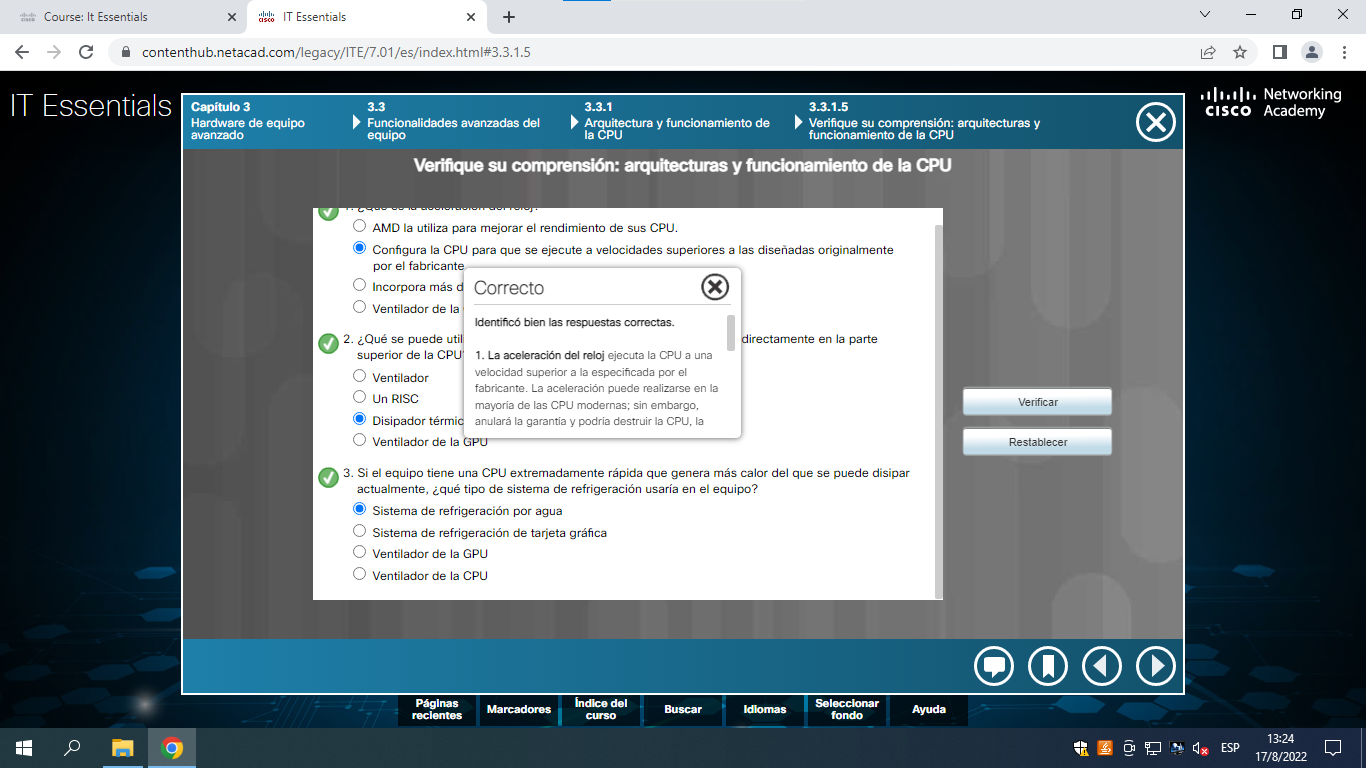 Course: It Essentials
IT Essentials
contenthub.netacad.com/legacy/ITE/7.01/es/index.html#3.3.1.5
IT Essentials
Capítulo 3
Hardware de equipo
avanzado
3.3
Funcionalidades avanzadas del
equipo
3.3.1
Arquitectura y funcionamiento de
la CPU
3.3.1.5
Verifique su comprensión: arquitecturas y
funcionamiento de la CPU
CISCO
Networking
Academy
Verifique su comprensión: arquitecturas y funcionamiento de la CPU
1. ¿Qué es la aceleración del reloj?
AMD la utiliza para mejorar el rendimiento de sus CPU.
Configura la CPU para que se ejecute a velocidades superiores a las diseñadas originalmente
por el fabricante
Incorpora más d
Ventilador de la
2. ¿Qué se puede util
directamente en la parte
superior de la CPU
Ventilador
Un RISC
Disipador térmic
Ventilador de la GPU
Correcto
Identificó bien las respuestas correctas.
1. La aceleración del reloj ejecuta la CPU a una
velocidad superior a la especificada por el
fabricante. La aceleración puede realizarse en la
mayoría de las CPU modernas; sin embargo,
anulará la garantía y podría destruir la CPU, la
3. Si el equipo tiene una CPU extremadamente rápida que genera más calor del que se puede disipar
actualmente, ¿qué tipo de sistema de refrigeración usaría en el equipo?
Sistema de refrigeración por agua
Sistema de refrigeración de tarjeta gráfica
Ventilador de la GPU
Ventilador de la CPU
Verificar
Restablecer
Páginas
recientes
Marcadores
Índice del
curso
Buscar
Idiomas
Seleccionar
fondo
Ayuda
ESP
13:24
17/8/2022